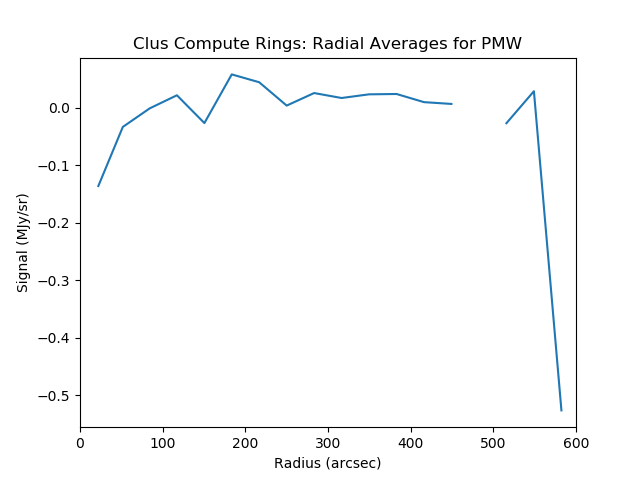 Clus Compute Rings: Radial Averages for PMW
0.0
−0.1
−0.2
−0.3
−0.4
−0.5
Signal (MJy/sr)
0 100 200 300 400 500 600
Radius (arcsec)